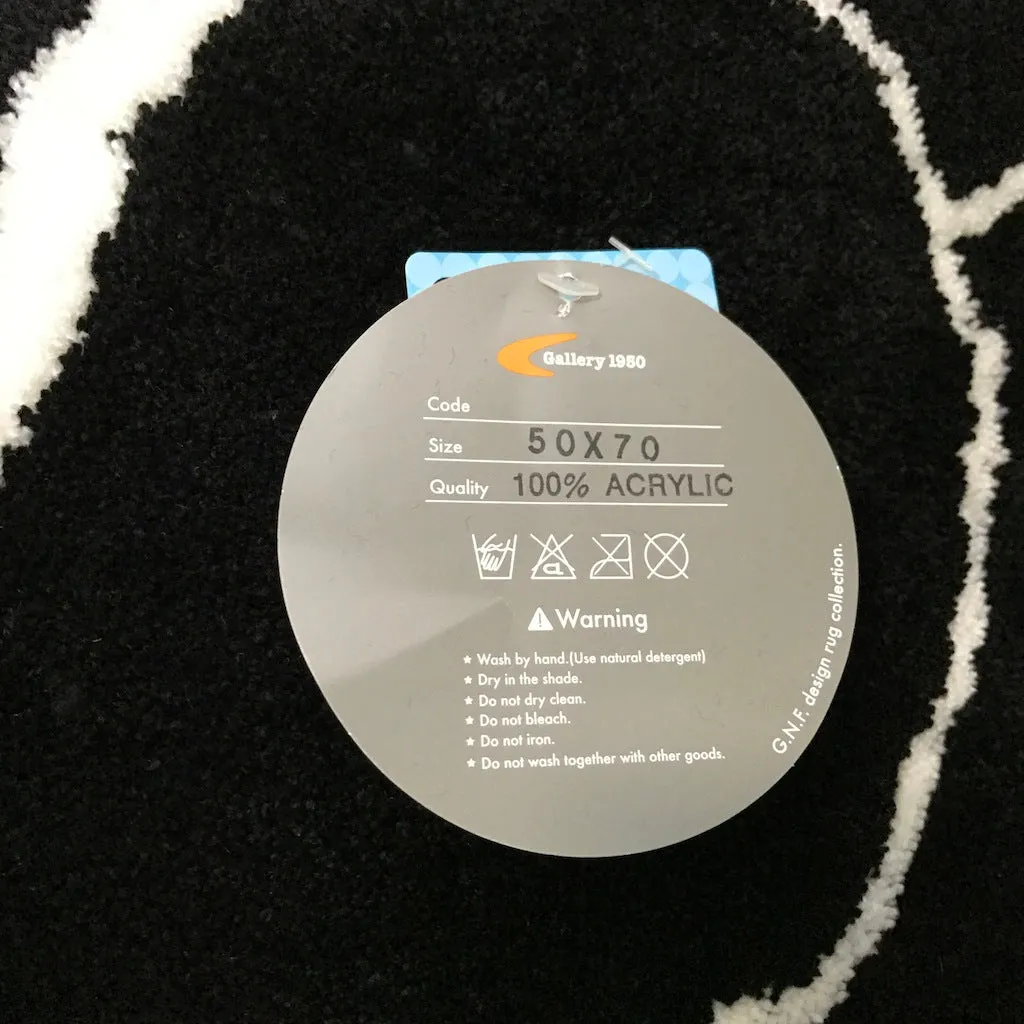 Gallery 1950
Code
Size 50X70
Quality 100% ACRYLIC
Warning
★ Wash by hand.(Use natural detergent)
★ Dry in the shade.
★ Do not dry clean.
★ Do not bleach.
★ Do not iron.
★ Do not wash together with other goods.
G.N.F. design rug collection.